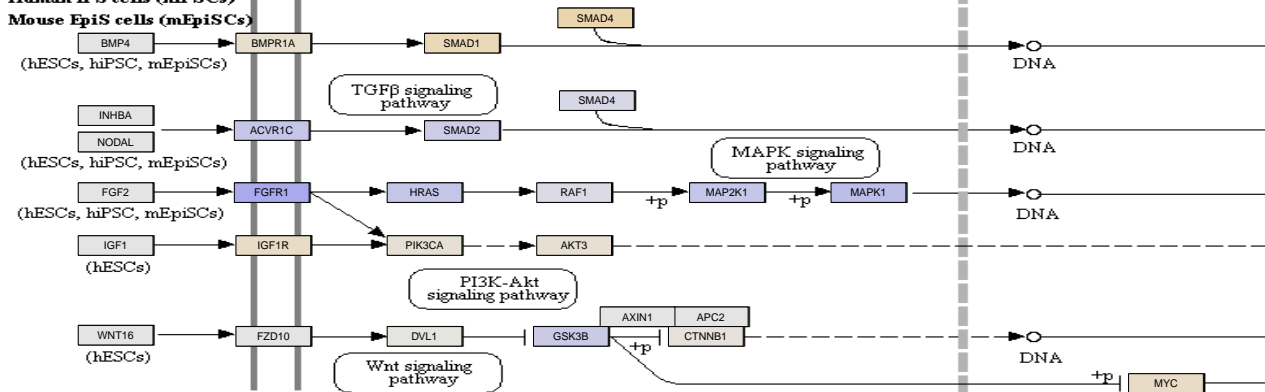 Mouse EpiS cells (mEpiSCs)
SMAD4
BMP4 BMPR1A SMAD1
(hESCs, hiPSC, mEpiSCs) DNA
TGFβ signaling
pathway
SMAD4
INHBA
ACVR1C SMAD2
NODAL
(hESCs, hiPSC, mEpiSCs) DNA
MAPK signaling
pathway
FGF2 FGFR1 HRAS RAF1 MAP2K1 MAPK1
+p +p
(hESCs, hiPSC, mEpiSCs) DNA
IGF1 IGF1R PIK3CA AKT3
(hESCs)
PI3K-Akt
signaling pathway
AXIN1 APC2
WNT16 FZD10 DVL1 GSK3B CTNNB1
+p
(hESCs) DNA
Wnt signaling
pathway
+p
MYC